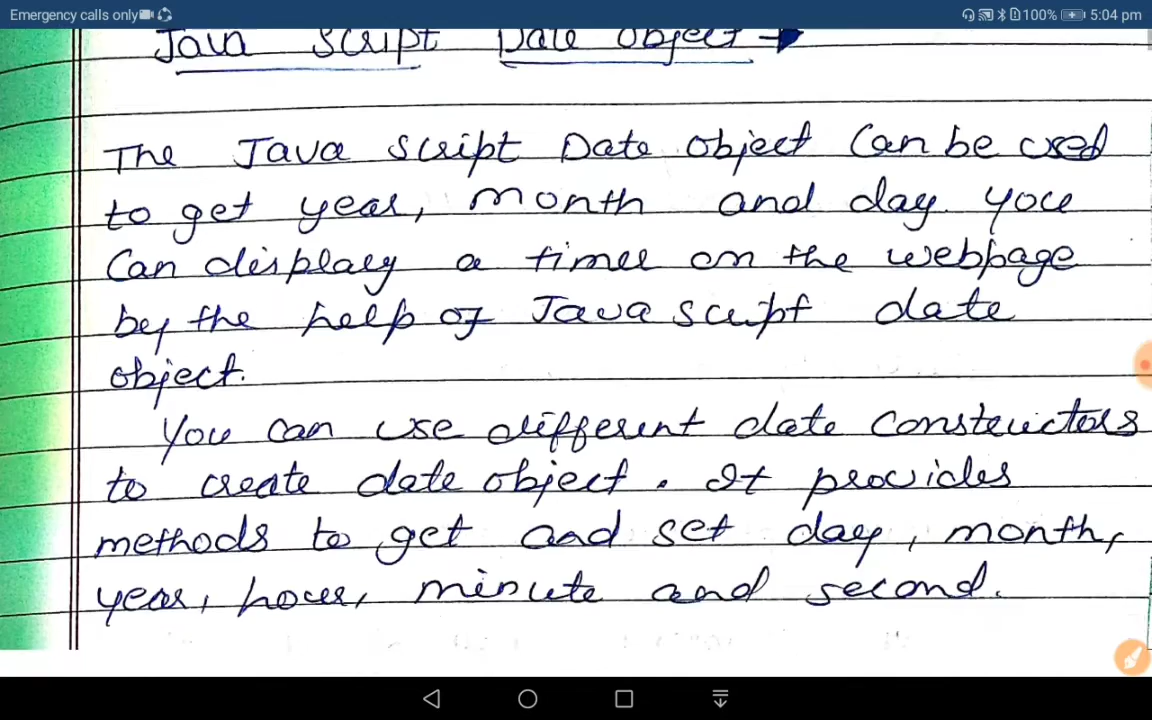 Emergency calls only 100% 5:04 pm
Java Script Date Object →
The Java script Date object can be used
to get year, month and day. you
can display a timer on the webpage
by the help of Java script date
object.
You can use different date constructors
to create date object. It provides
methods to get and set day, month,
year, hour, minute and second.